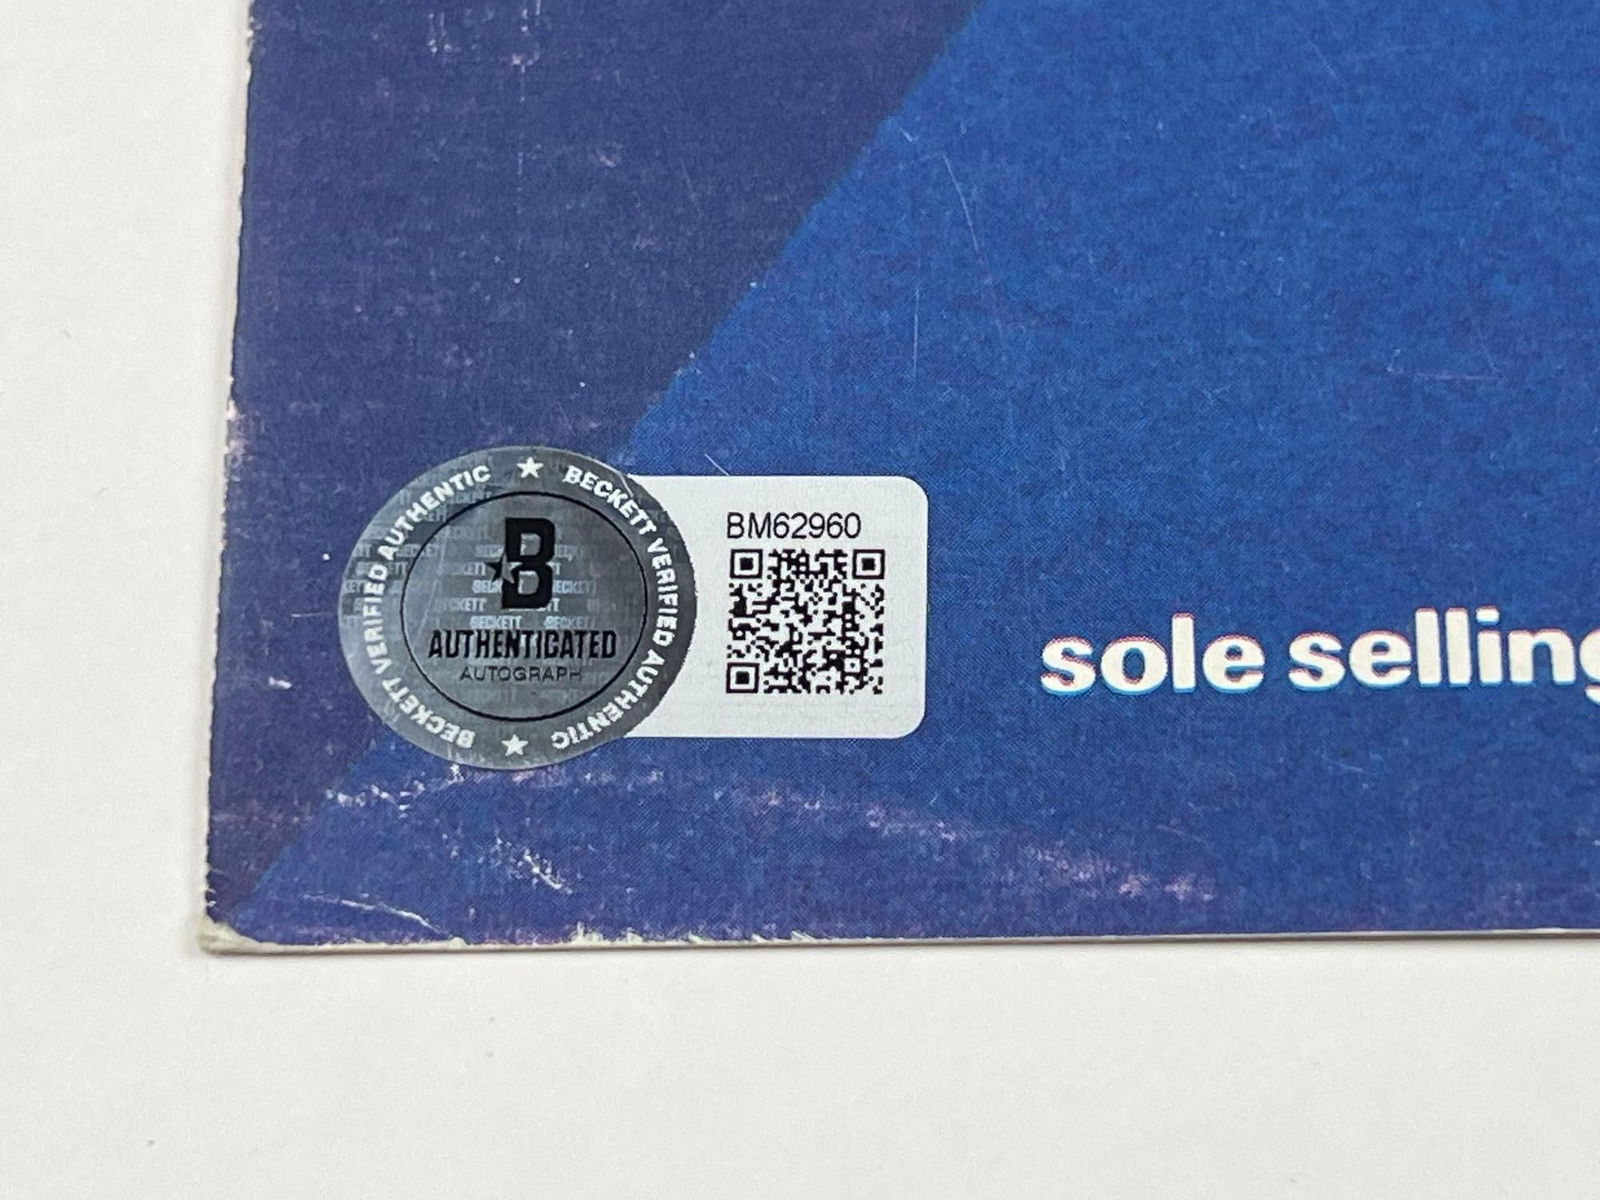 BECKETT VERIFIED AUTHENTIC ★ BECKETT VERIFIED AUTHENTIC ★
B
AUTHENTICATED
AUTOGRAPH
BM62960
sole selling